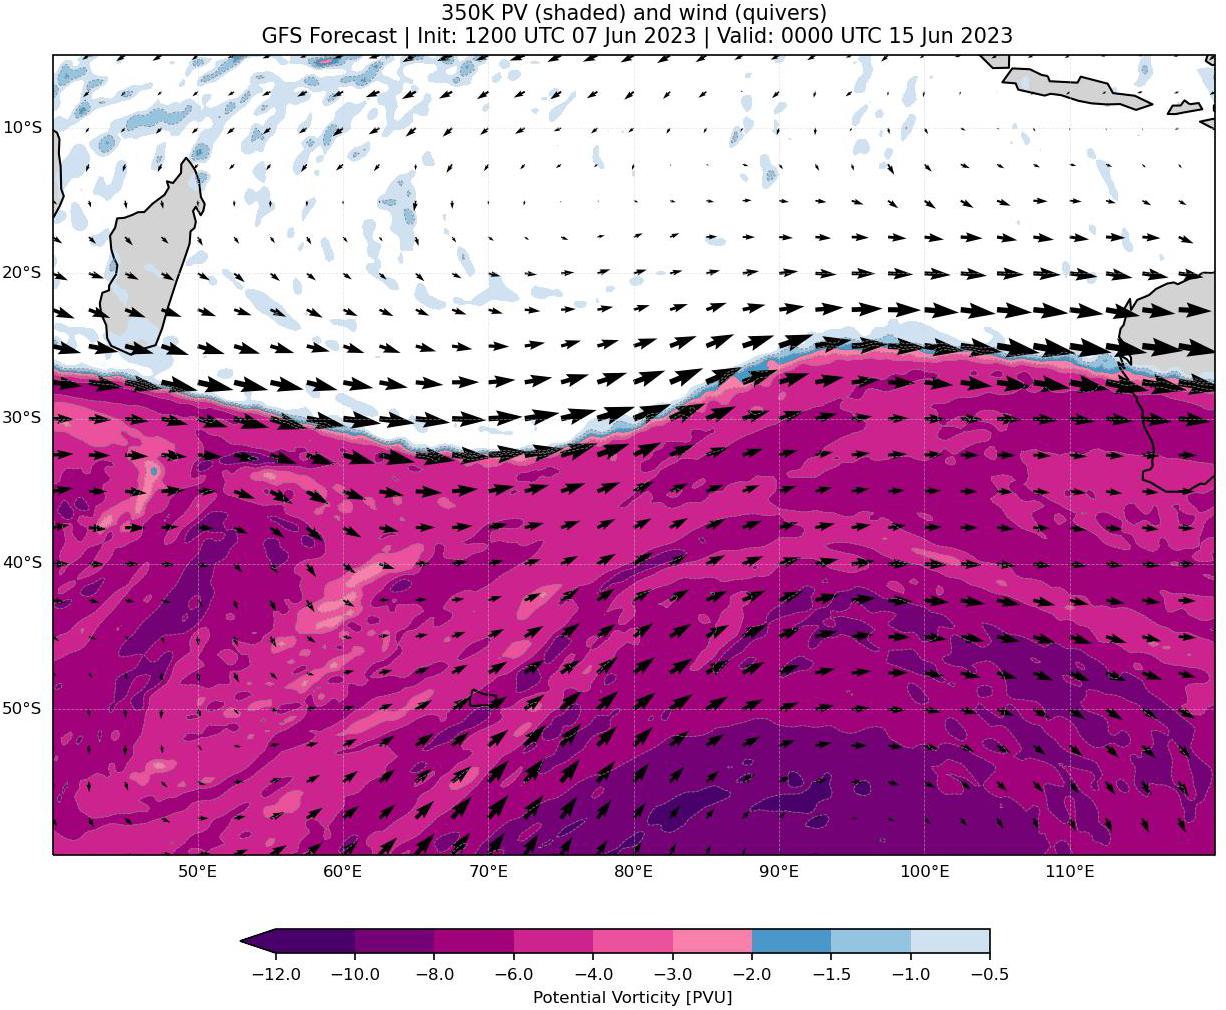 350K PV (shaded) and wind (quivers)
GFS Forecast | Init: 1200 UTC 07 Jun 2023 | Valid: 0000 UTC 15 Jun 2023
10°S
20°S
30°S
40°S
50°S
50°E 60°E 70°E 80°E 90°E 100°E 110°E
−12.0 −10.0 −8.0 −6.0 −4.0 −3.0 −2.0 −1.5 −1.0 −0.5
Potential Vorticity [PVU]